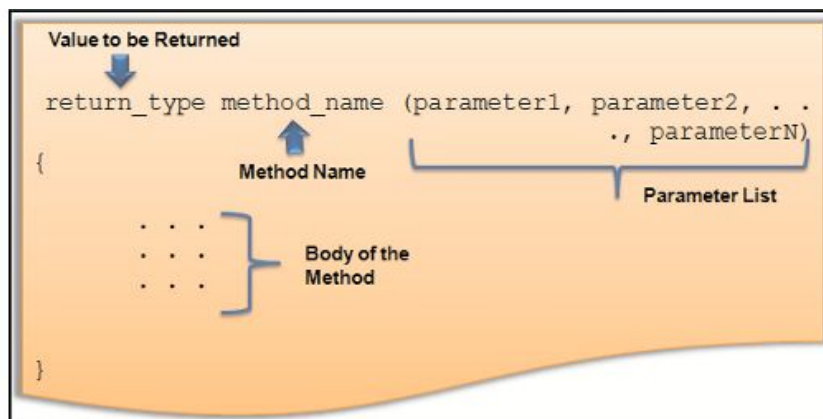 Value to be Returned
return_type method_name (parameter1, parameter2, . .
., parameterN)
{
Method Name
Parameter List
. . .
. . .
. . .
Body of the
Method
}